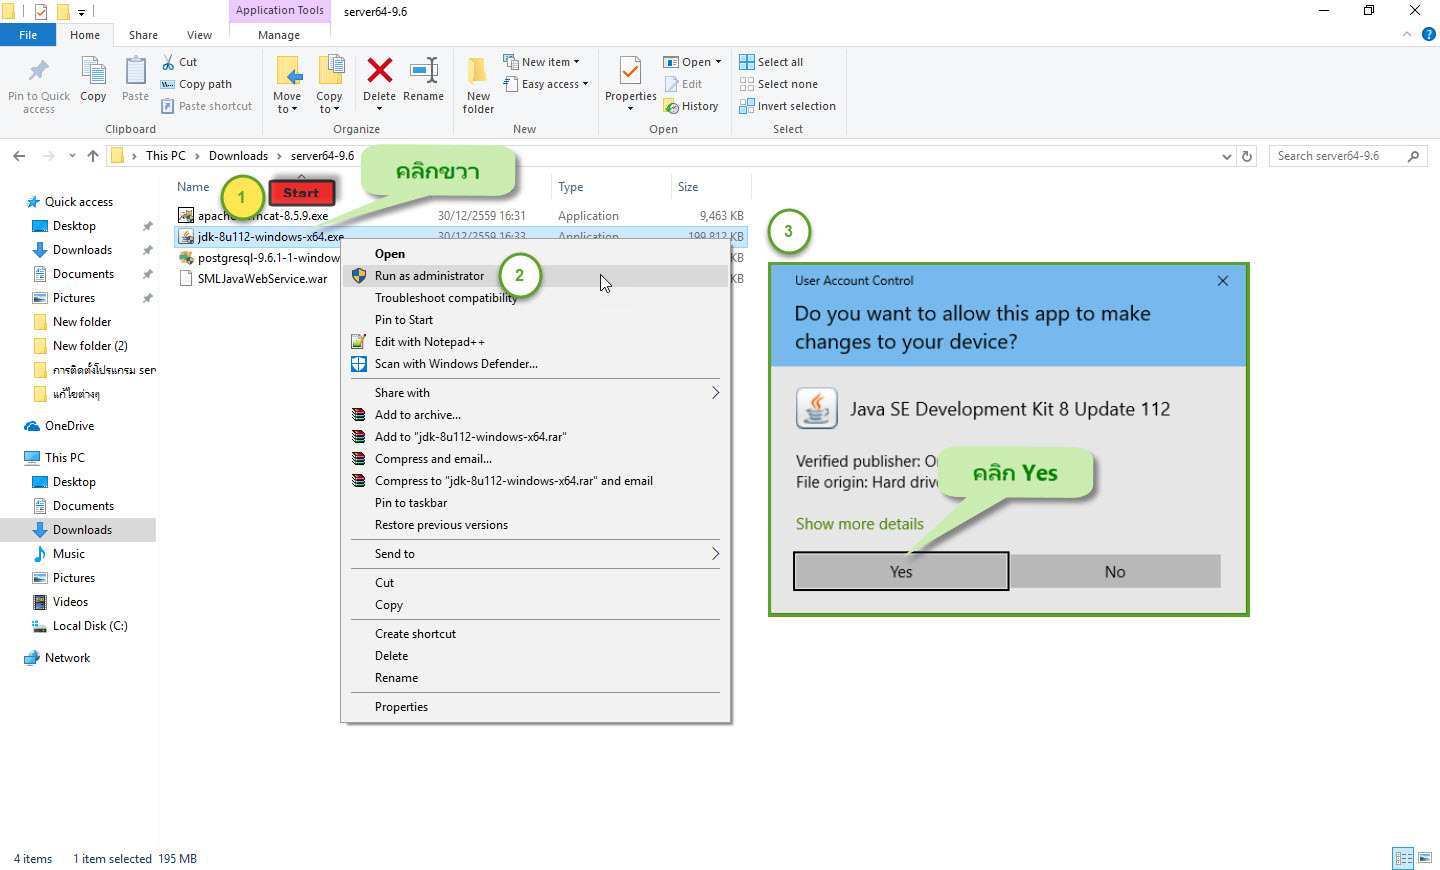 Application Tools
server64-9.6
File
Home
Share
View
Manage
Pin to Quick access
Copy
Paste
Cut
Copy path
Paste shortcut
Clipboard
Move to
Copy to
Delete
Rename
Organize
New folder
New item
Easy access
New
Properties
Open
Edit
History
Open
Select all
Select none
Invert selection
Select
This PC > Downloads > server64-9.6
Search server64-9.6
คลิกขวา
Name
Type
Size
1
Start
30/12/2559 16:31
Application
9,463 KB
jdk-8u112-windows-x64.exe
30/12/2559 16:33
Application
199,812 KB
postgresql-9.6.1-1-window
KB
SMLJavaWebService.war
KB
Quick access
Desktop
Downloads
Documents
Pictures
New folder
New folder (2)
การติดตั้งโปรแกรม ser
แก้ไขต่างๆ
OneDrive
This PC
Desktop
Documents
Downloads
Music
Pictures
Videos
Local Disk (C:)
Network
Open
Run as administrator
2
Troubleshoot compatibility
Pin to Start
Edit with Notepad++
Scan with Windows Defender...
Share with
Add to archive...
Add to "jdk-8u112-windows-x64.rar"
Compress and email...
Compress to "jdk-8u112-windows-x64.rar" and email
Pin to taskbar
Restore previous versions
Send to
Cut
Copy
Create shortcut
Delete
Rename
Properties
3
User Account Control
Do you want to allow this app to make
changes to your device?
Java SE Development Kit 8 Update 112
Verified publisher:
File origin: Hard driv
คลิก Yes
Show more details
Yes
No
4 items
1 item selected 195 MB